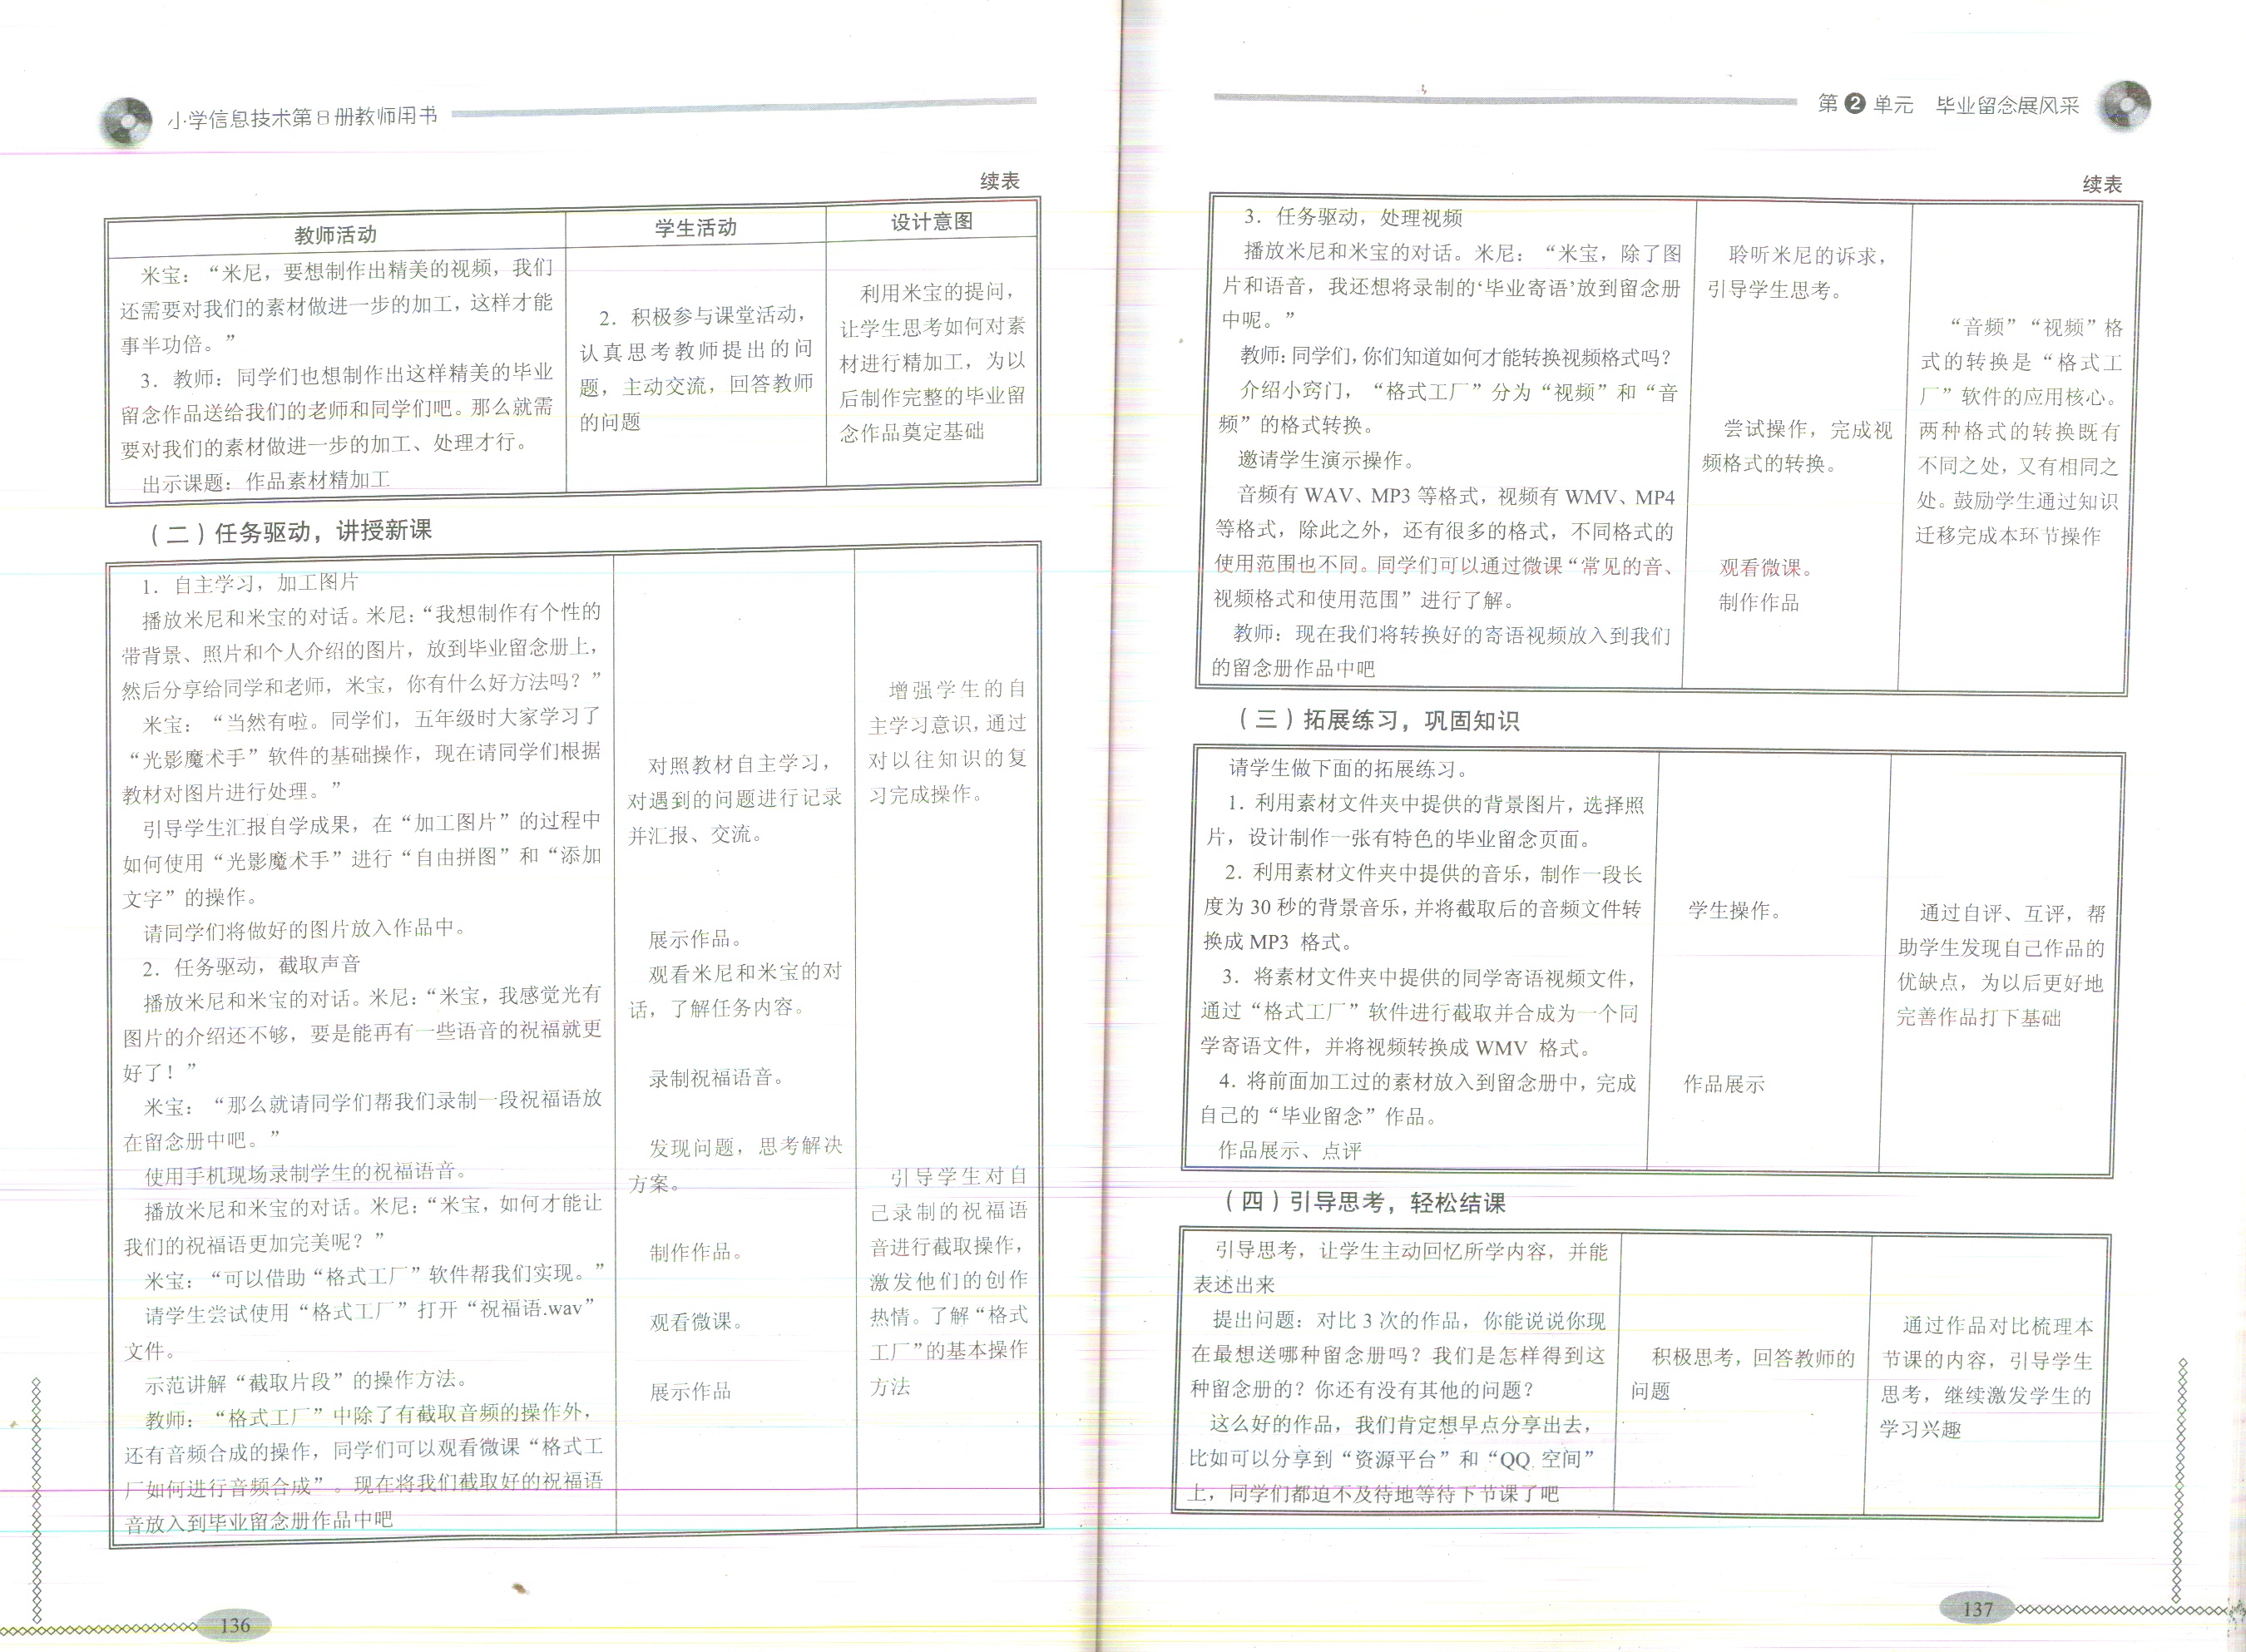 小学信息技术第8册教师用书
续表
教师活动
学生活动
设计意图
米宝：“米尼，要想制作出精美的视频，我们
还需要对我们的素材做进一步的加工，这样才能
事半功倍。”
3．教师：同学们也想制作出这样精美的毕业
留念作品送给我们的老师和同学们吧。那么就需
要对我们的素材做进一步的加工、处理才行。
出示课题：作品素材精加工
2．积极参与课堂活动，
认真思考教师提出的问
题，主动交流，回答教师
的问题
利用米宝的提问，
让学生思考如何对素
材进行精加工，为以
后制作完整的毕业留
念作品奠定基础
（二）任务驱动，讲授新课
1．自主学习，加工图片
播放米尼和米宝的对话。米尼：“我想制作有个性的
带背景、照片和个人介绍的图片，放到毕业留念册上，
然后分享给同学和老师，米宝，你有什么好方法吗？”
米宝：“当然有啦。同学们，五年级时大家学习了
“光影魔术手”软件的基础操作，现在请同学们根据
教材对图片进行处理。”
引导学生汇报自学成果，在“加工图片”的过程中
如何使用“光影魔术手”进行“自由拼图”和“添加
文字”的操作。
请同学们将做好的图片放入作品中。
2．任务驱动，截取声音
播放米尼和米宝的对话。米尼：“米宝，我感觉光有
图片的介绍还不够，要是能再有一些语音的祝福就更
好了！”
米宝：“那么就请同学们帮我们录制一段祝福语放
在留念册中吧。”
使用手机现场录制学生的祝福语音。
播放米尼和米宝的对话。米尼：“米宝，如何才能让
我们的祝福语更加完美呢？”
米宝：“可以借助“格式工厂”软件帮我们实现。”
请学生尝试使用“格式工厂”打开“祝福语.wav”
文件。
示范讲解“截取片段”的操作方法。
教师：“格式工厂”中除了有截取音频的操作外，
还有音频合成的操作，同学们可以观看微课“格式工
厂如何进行音频合成”。现在将我们截取好的祝福语
音放入到毕业留念册作品中吧
对照教材自主学习，
对遇到的问题进行记录
并汇报、交流。
展示作品。
观看米尼和米宝的对
话，了解任务内容。
录制祝福语音。
发现问题，思考解决
方案。
制作作品。
观看微课。
展示作品
增强学生的自
主学习意识，通过
对以往知识的复
习完成操作。
引导学生对自
己录制的祝福语
音进行截取操作，
激发他们的创作
热情。了解“格式
工厂”的基本操作
方法
136
第2单元 毕业留念展风采
续表
3．任务驱动，处理视频
播放米尼和米宝的对话。米尼：“米宝，除了图
片和语音，我还想将录制的‘毕业寄语’放到留念册
中呢。”
教师：同学们，你们知道如何才能转换视频格式吗？
介绍小窍门，“格式工厂”分为“视频”和“音
频”的格式转换。
邀请学生演示操作。
音频有 WAV、MP3 等格式，视频有 WMV、MP4
等格式，除此之外，还有很多的格式，不同格式的
使用范围也不同。同学们可以通过微课“常见的音、
视频格式和使用范围”进行了解。
教师：现在我们将转换好的寄语视频放入到我们
的留念册作品中吧
聆听米尼的诉求，
引导学生思考。
尝试操作，完成视
频格式的转换。
观看微课。
制作作品
“音频”“视频”格
式的转换是“格式工
厂”软件的应用核心。
两种格式的转换既有
不同之处，又有相同之
处。鼓励学生通过知识
迁移完成本环节操作
（三）拓展练习，巩固知识
请学生做下面的拓展练习。
1．利用素材文件夹中提供的背景图片，选择照
片，设计制作一张有特色的毕业留念页面。
2．利用素材文件夹中提供的音乐，制作一段长
度为 30 秒的背景音乐，并将截取后的音频文件转
换成 MP3 格式。
3．将素材文件夹中提供的同学寄语视频文件，
通过“格式工厂”软件进行截取并合成为一个同
学寄语文件，并将视频转换成 WMV 格式。
4．将前面加工过的素材放入到留念册中，完成
自己的“毕业留念”作品。
作品展示、点评
学生操作。
作品展示
通过自评、互评，帮
助学生发现自己作品的
优缺点，为以后更好地
完善作品打下基础
（四）引导思考，轻松结课
引导思考，让学生主动回忆所学内容，并能
表述出来
提出问题：对比 3 次的作品，你能说说你现
在最想送哪种留念册吗？我们是怎样得到这
种留念册的？你还有没有其他的问题？
这么好的作品，我们肯定想早点分享出去，
比如可以分享到“资源平台”和“QQ 空间”
上，同学们都迫不及待地等待下节课了吧
积极思考，回答教师的
问题
通过作品对比梳理本
节课的内容，引导学生
思考，继续激发学生的
学习兴趣
137